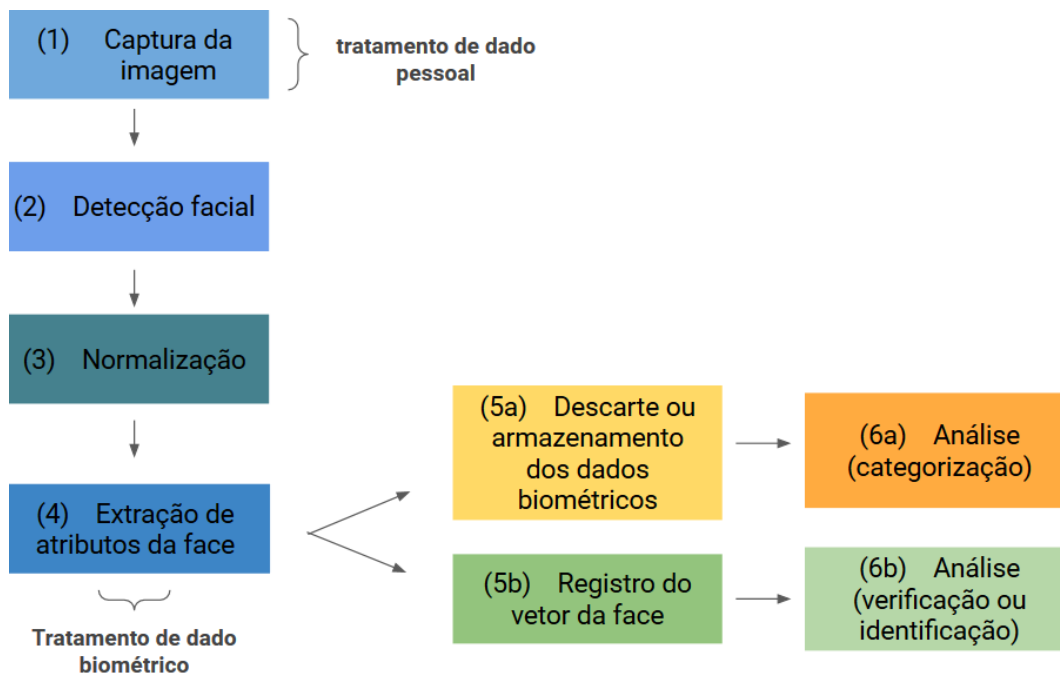 (1) Captura da
imagem
tratamento de dado
pessoal
(2) Detecção facial
(3) Normalização
(4) Extração de
atributos da face
Tratamento de dado
biométrico
(5a) Descarte ou
armazenamento
dos dados
biométricos
(6a) Análise
(categorização)
(5b) Registro do
vetor da face
(6b) Análise
(verificação ou
identificação)